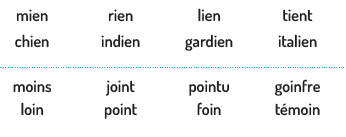 mien rien lien tient
chien indien gardien italien
moins joint pointu goinfre
loin point foin témoin